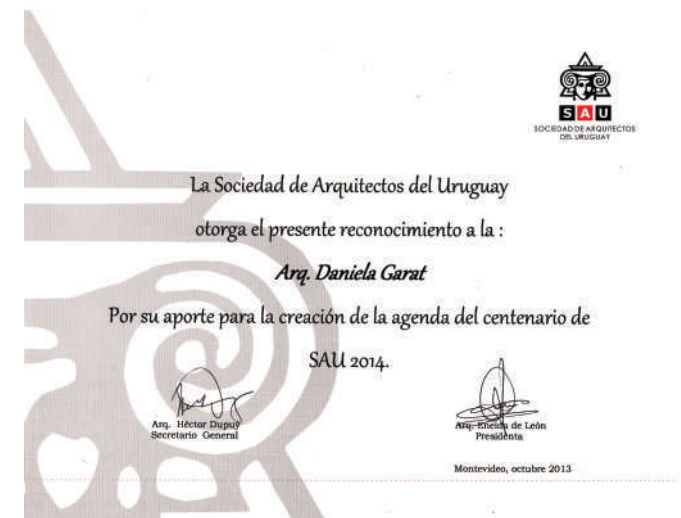 SAU
SOCIEDAD DE ARQUITECTOS
DEL URUGUAY
La Sociedad de Arquitectos del Uruguay
otorga el presente reconocimiento a la :
Arq. Daniela Garat
Por su aporte para la creación de la agenda del centenario de
SAU 2014.
Arq. Héctor Dupuy
Secretario General
Arq. Eneida de León
Presidenta
Montevideo, octubre 2013